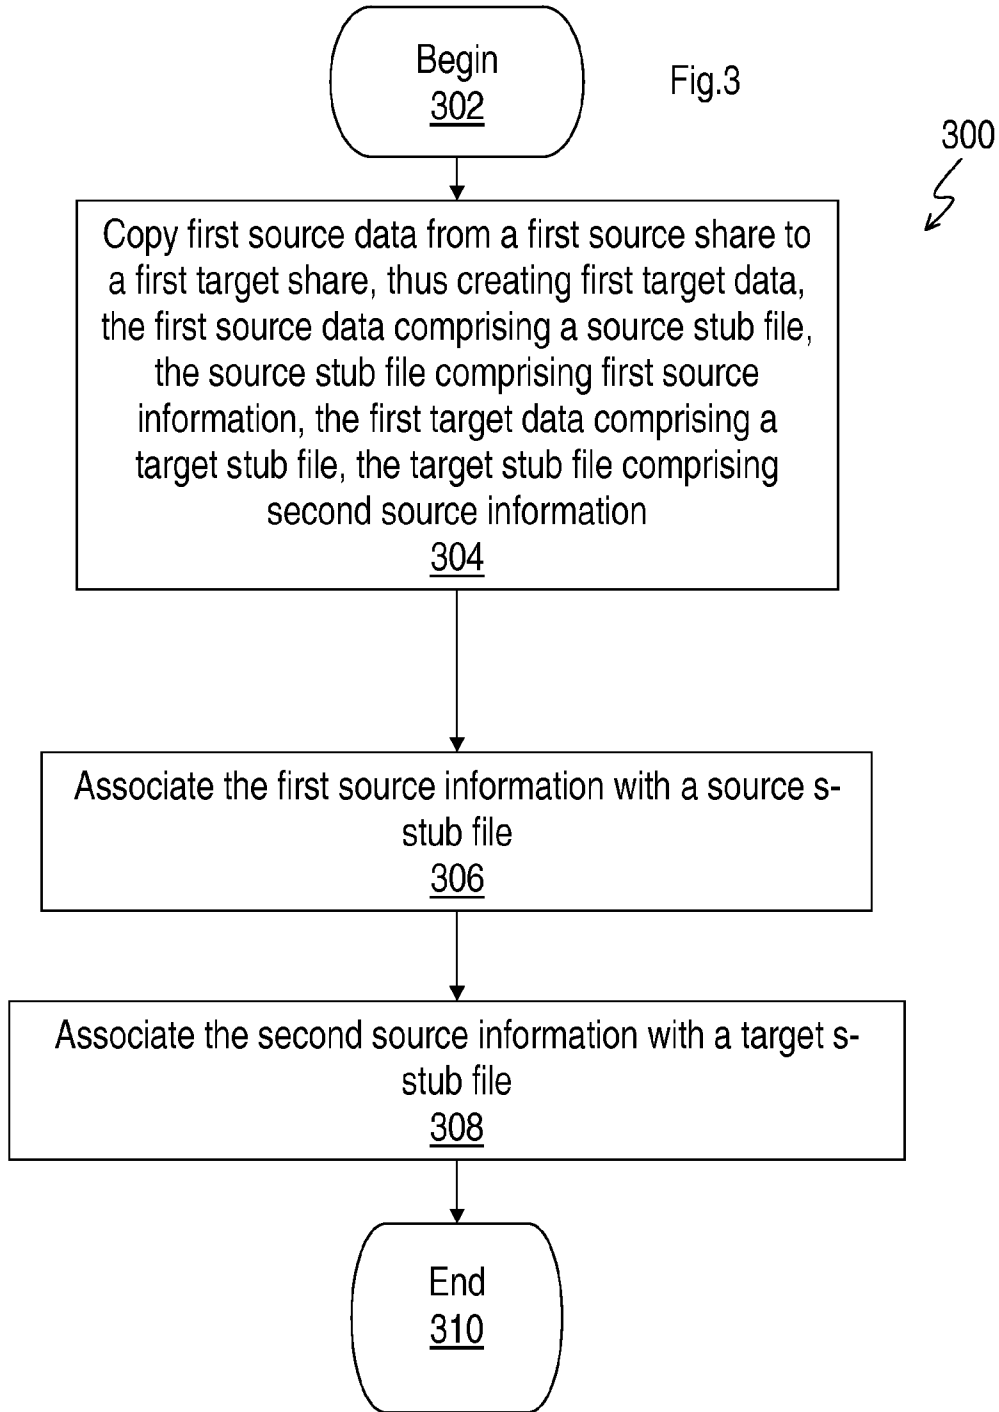 Begin
302
Fig.3
300
Copy first source data from a first source share to
a first target share, thus creating first target data,
the first source data comprising a source stub file,
the source stub file comprising first source
information, the first target data comprising a
target stub file, the target stub file comprising
second source information
304
Associate the first source information with a source s-
stub file
306
Associate the second source information with a target s-
stub file
308
End
310